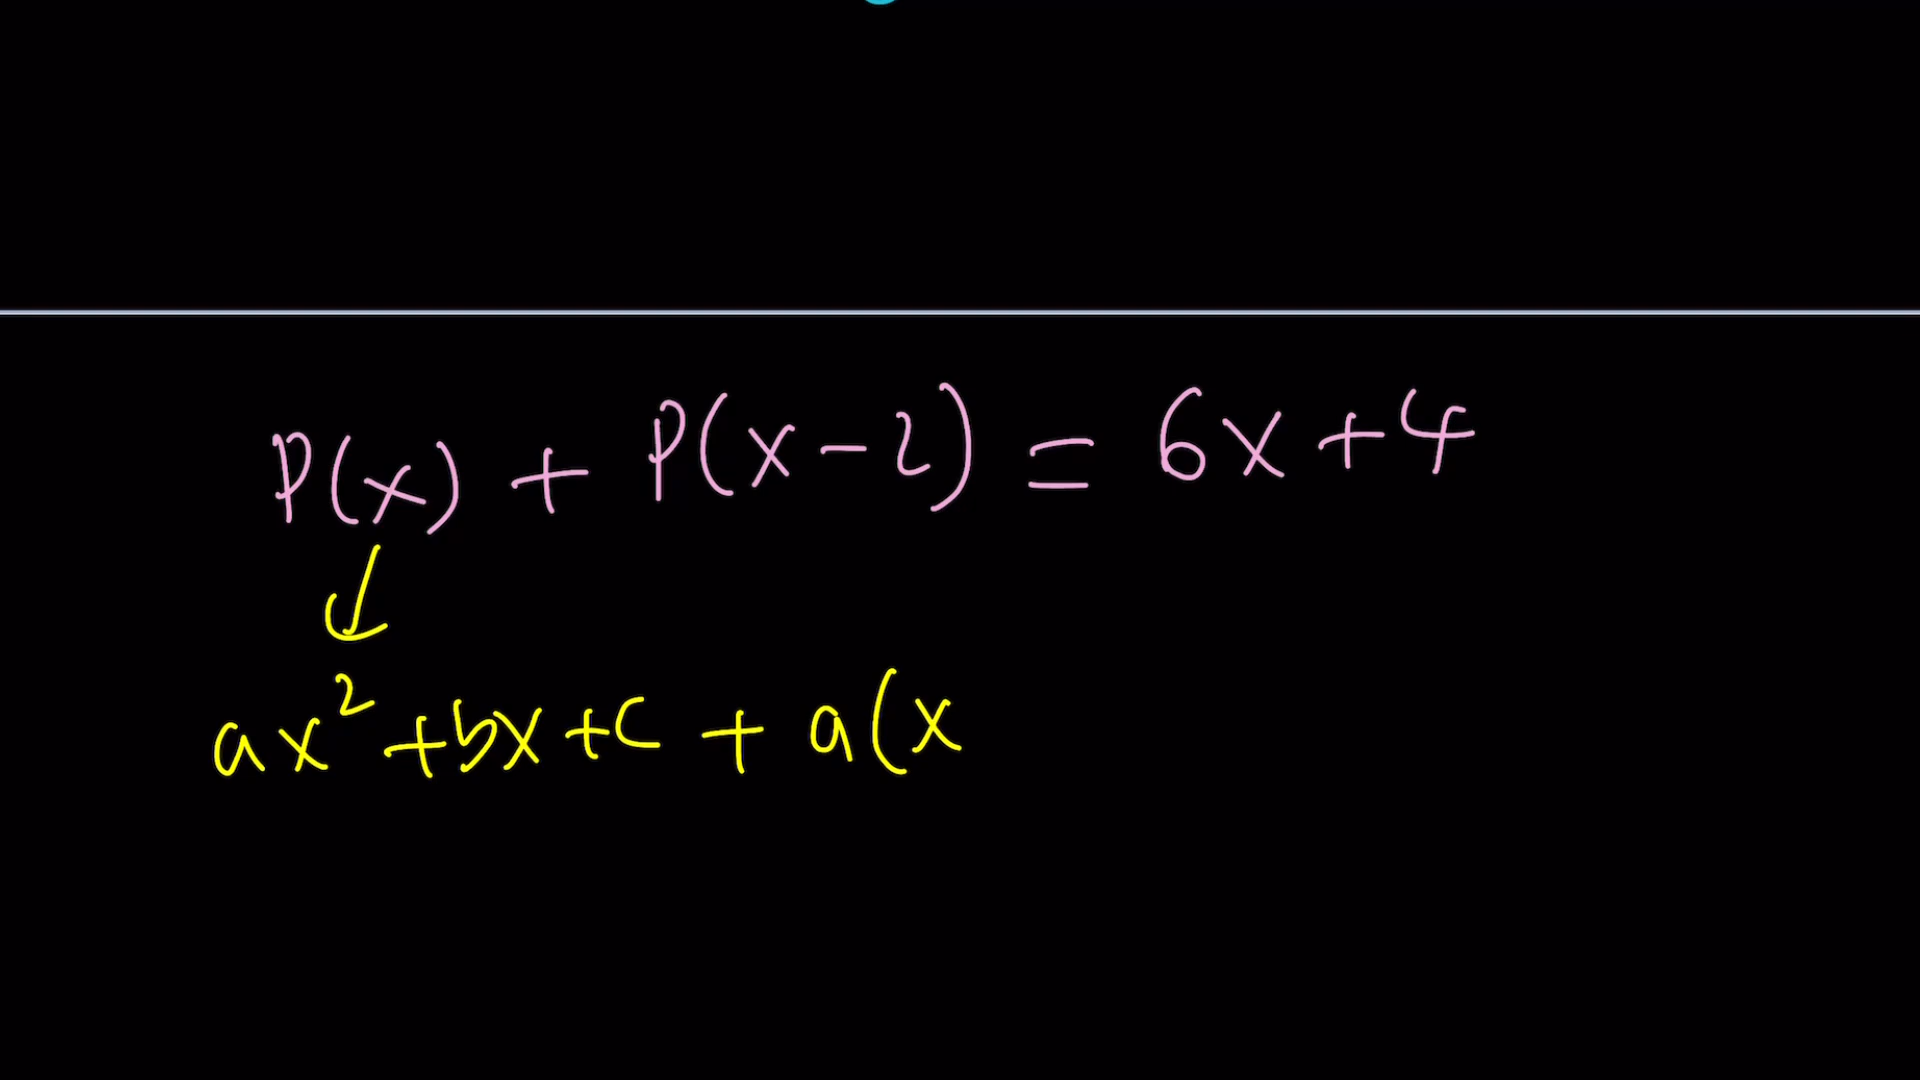 P(x) + P(x-2) = 6x+4
ax² +bx+c + a(x